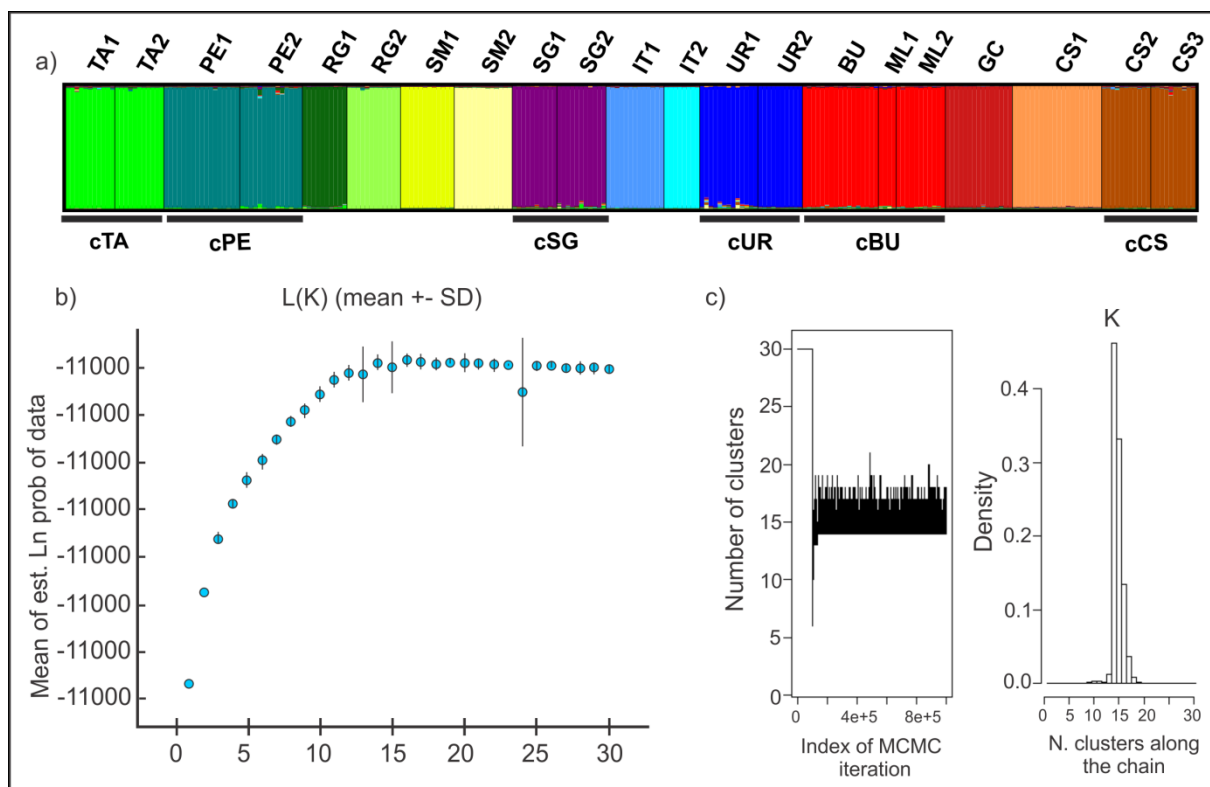 a)
TA1 TA2 PE1 PE2 RG1 RG2 SM1 SM2 SG1 SG2 IT1 IT2 UR1 UR2 BU ML1 ML2 GC CS1 CS2 CS3
cTA cPE cSG cUR cBU cCS
b)
L(K) (mean +- SD)
Mean of est. Ln prob of data
-11000
-11000
-11000
-11000
-11000
-11000
-11000
-11000
0 5 10 15 20 25 30
c)
Number of clusters
30
25
20
15
10
5
0
0 4e+5 8e+5
Index of MCMC
iteration
K
Density
0.4
0.3
0.2
0.1
0.0
0 5 10 15 20 30
N. clusters along
the chain